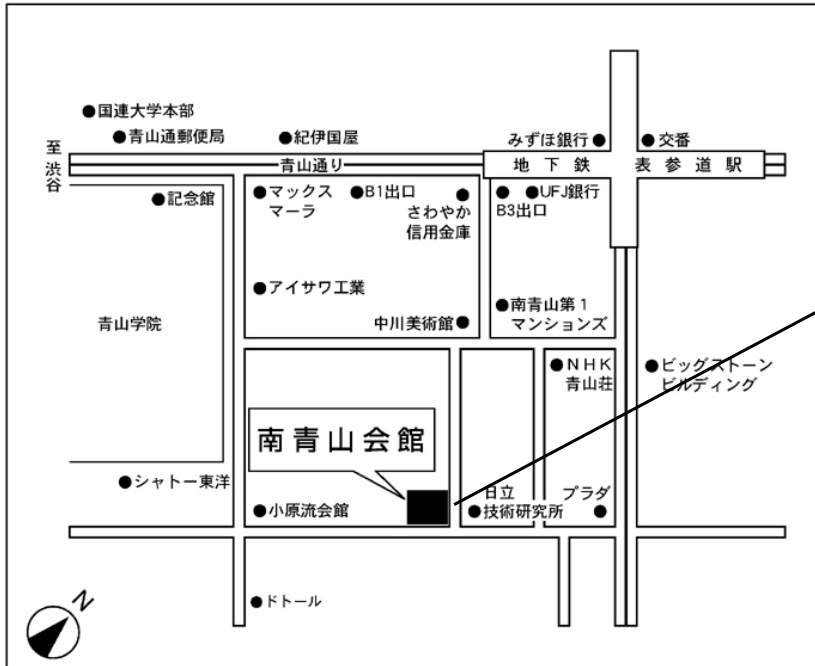 国連大学本部
青山通郵便局
紀伊国屋
みずほ銀行
交番
至渋谷
青山通り
地下鉄 表参道駅
記念館
マックス
マーラ
B1出口
さわやか
信用金庫
UFJ銀行
B3出口
アイサワ工業
青山学院
中川美術館
南青山第1
マンションズ
NHK
青山荘
ビッグストーン
ビルディング
南青山会館
シャトー東洋
小原流会館
日立
技術研究所
プラダ
ドトール
N